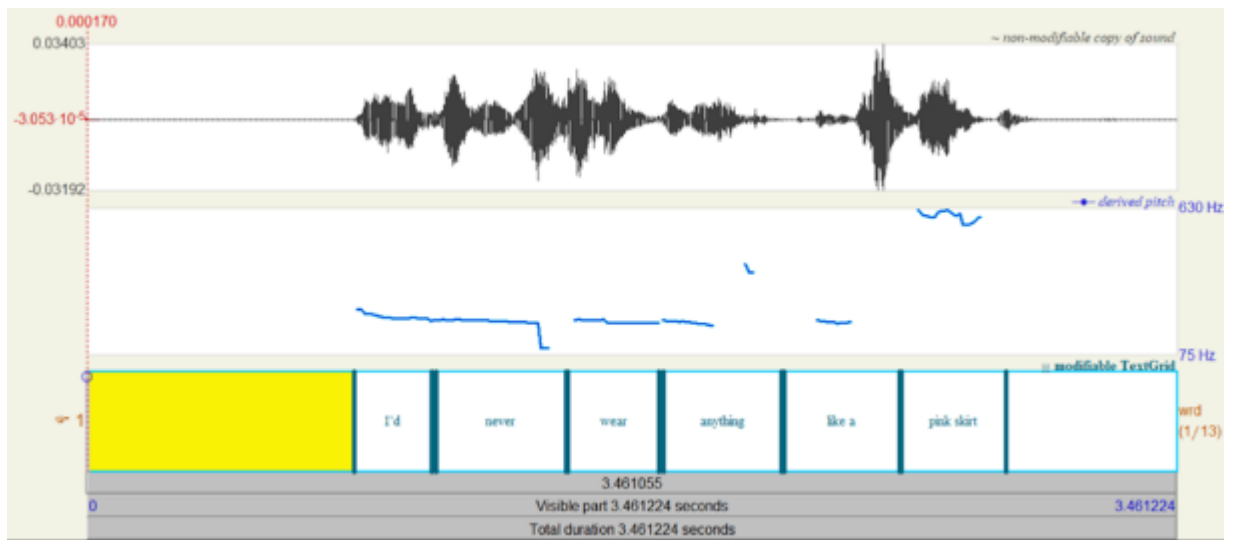 0.000170
0.03403
~ non-modifiable copy of sound
-3.053·10-5
-0.03192
derived pitch
630 Hz
75 Hz
:: modifiable TextGrid
1
I'd never wear anything like a pink skirt
wrd
(1/13)
3.461055
0 Visible part 3.461224 seconds 3.461224
Total duration 3.461224 seconds